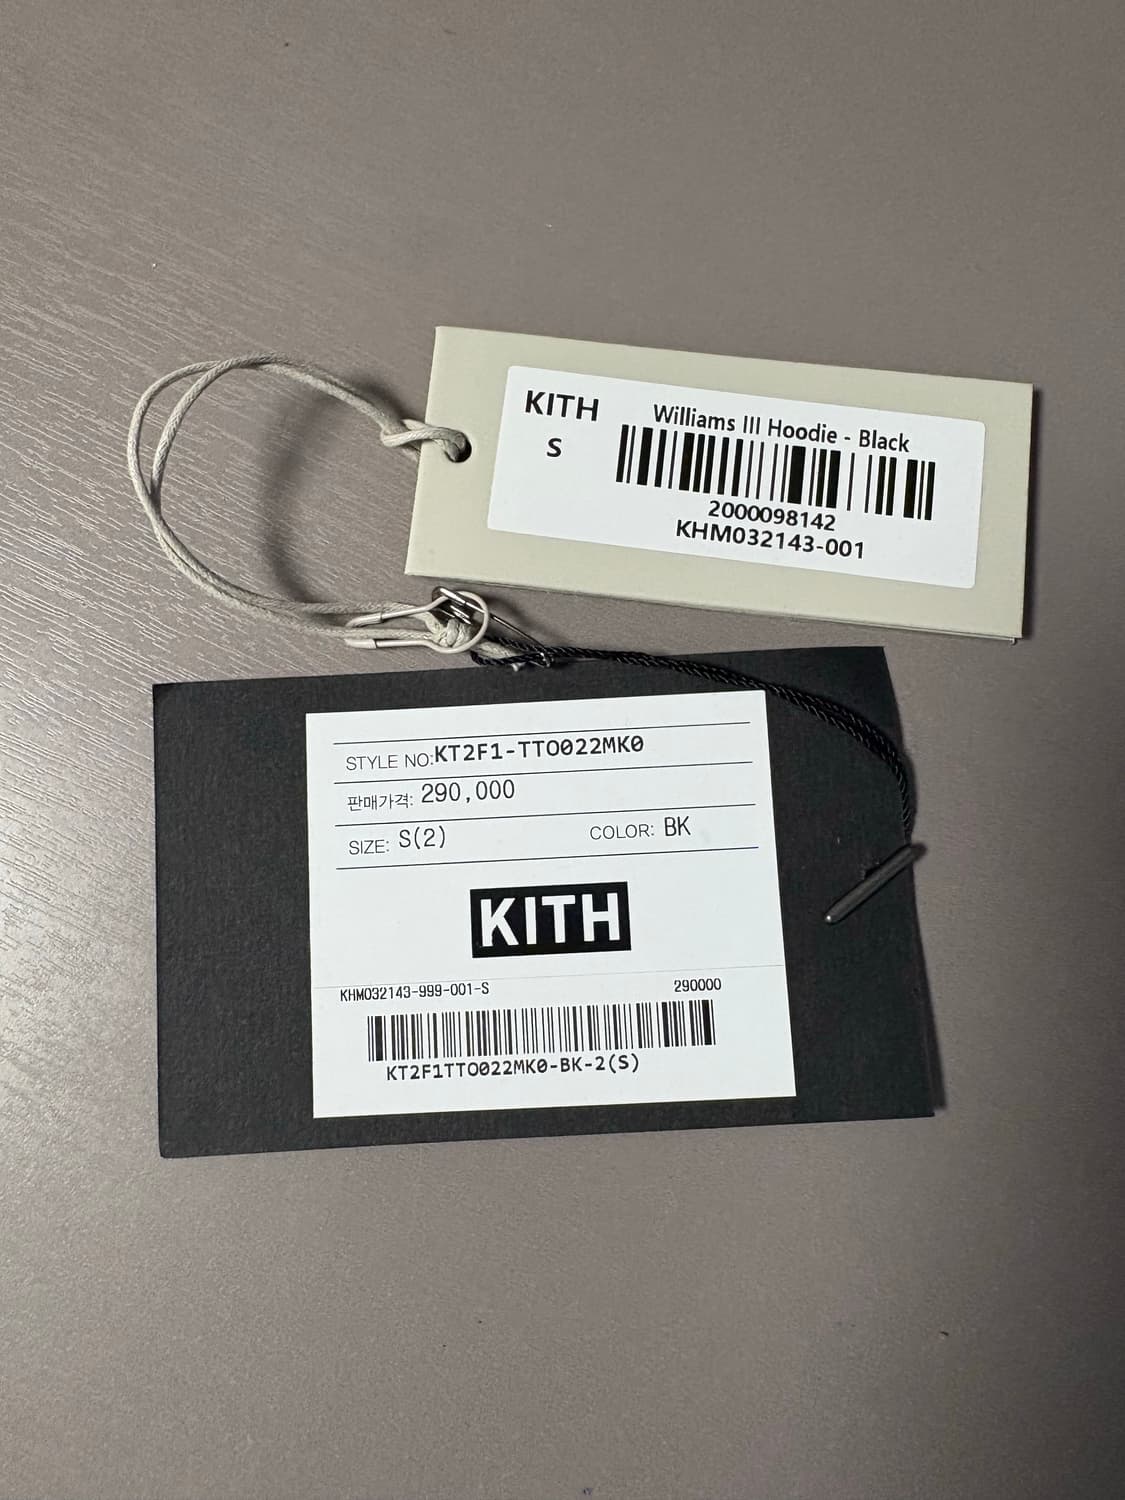 KITH
S
Williams III Hoodie - Black
2000098142
KHM032143-001
STYLE NO:KT2F1-TTO022MK0
판매가격: 290,000
SIZE: S(2) COLOR: BK
KITH
KHM032143-999-001-S 290000
KT2F1TTO022MK0-BK-2(S)